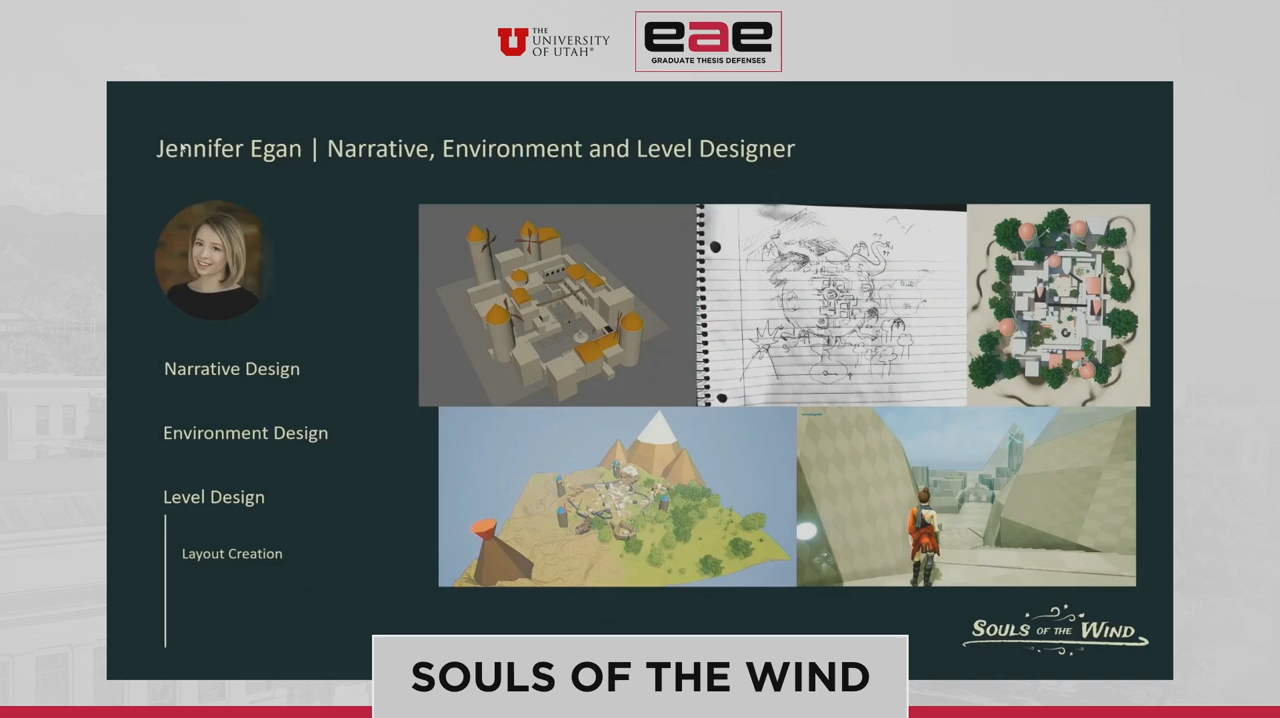 THE
UNIVERSITY
OF UTAH®
eae
GRADUATE THESIS DEFENSES
Jennifer Egan | Narrative, Environment and Level Designer
Narrative Design
Environment Design
Level Design
Layout Creation
SOULS OF THE WIND
SOULS OF THE WIND